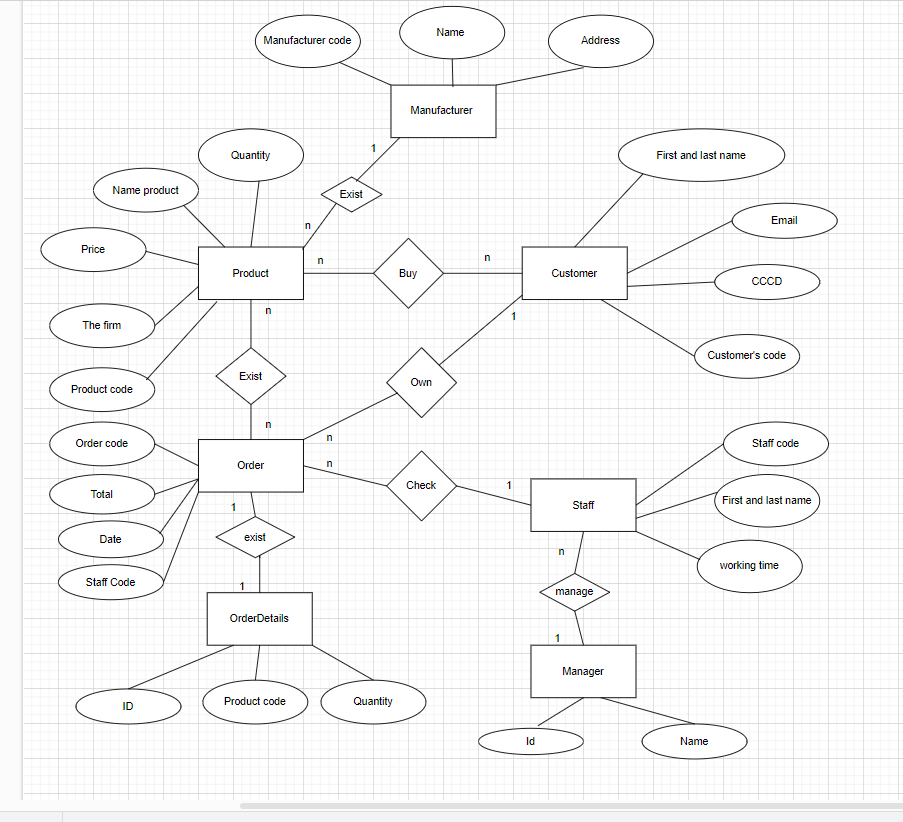 Manufacturer code
Name
Address
Manufacturer
1
Quantity
First and last name
Name product
Exist
n
Email
Price
n
n
Product
Buy
Customer
CCCD
n
1
The firm
Customer's code
Exist
Own
Product code
n
n
Order code
Staff code
n
Order
Check
1
Total
First and last name
Staff
1
Date
exist
n
working time
Staff Code
1
manage
OrderDetails
1
Manager
ID
Product code
Quantity
Id
Name